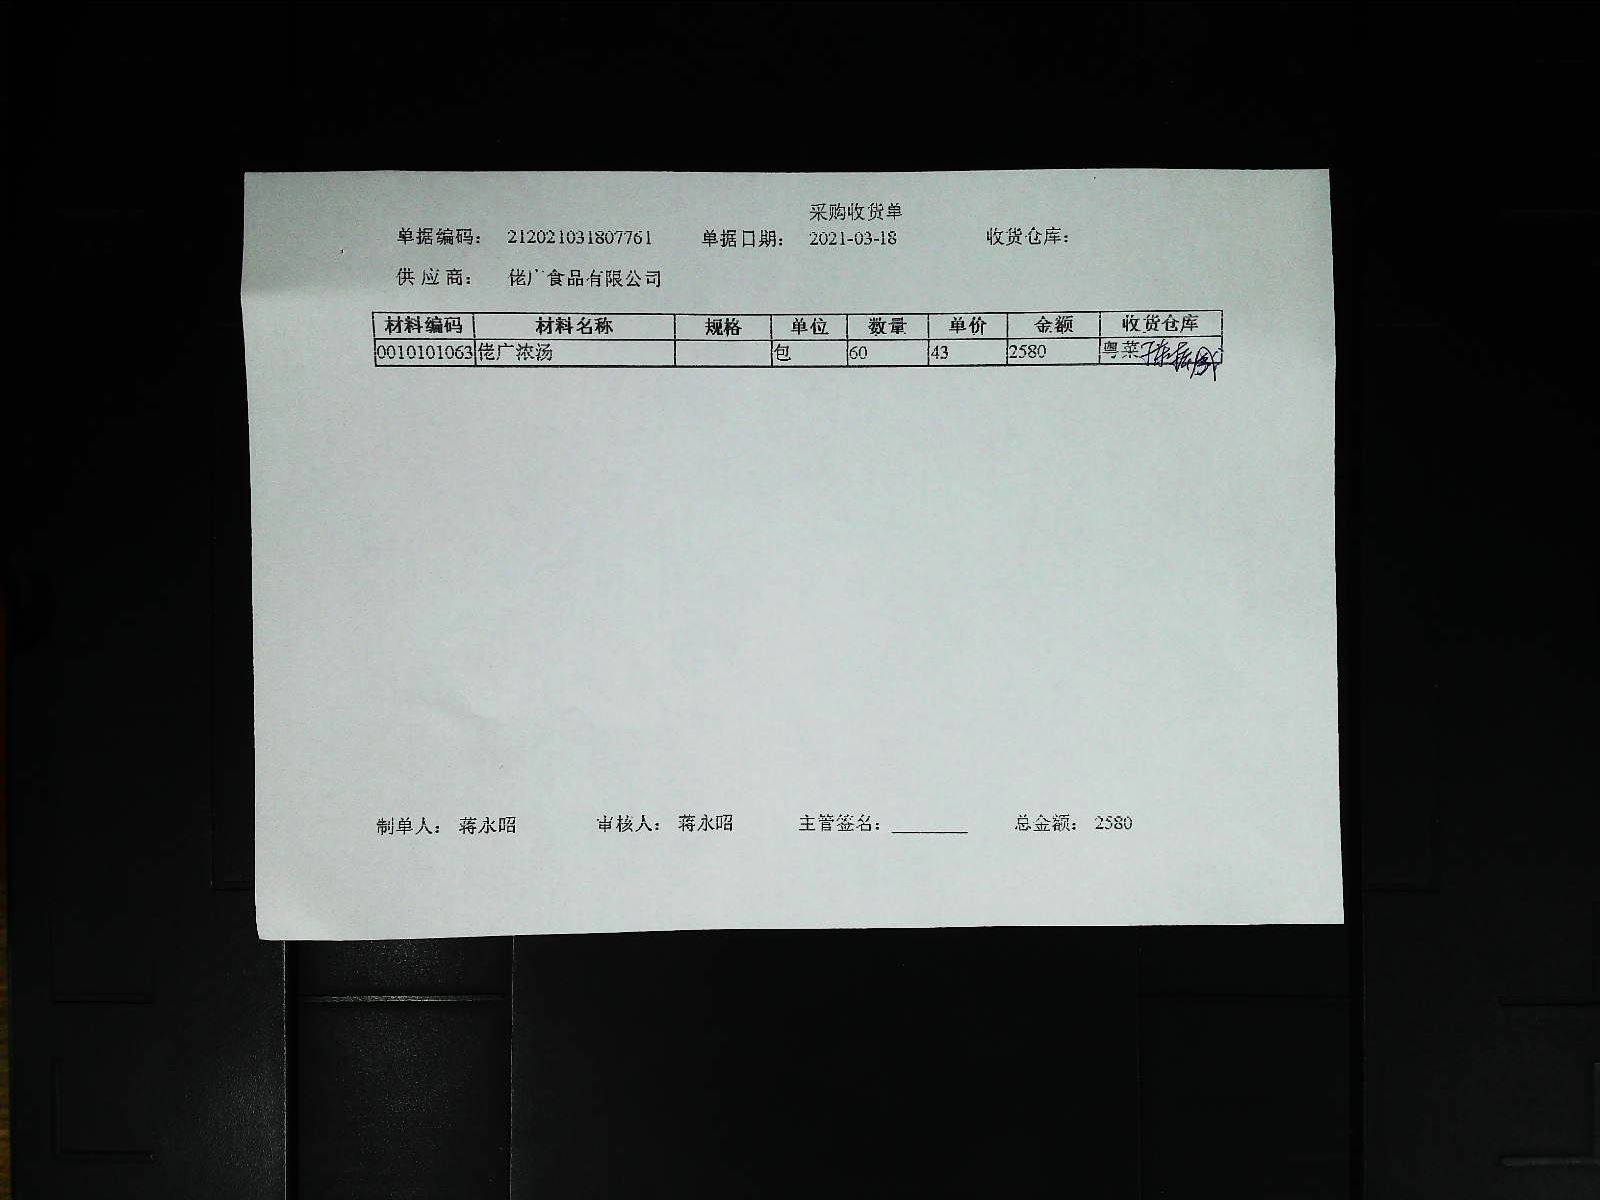 采购收货单
单据编码: 212021031807761 单据日期: 2021-03-18 收货仓库:
供应商: 佬广食品有限公司
材料编码 材料名称 规格 单位 数量 单价 金额 收货仓库
0010101063 佬广浓汤 包 60 43 2580 粤菜
制单人: 蒋永昭 审核人: 蒋永昭 主管签名:________ 总金额: 2580